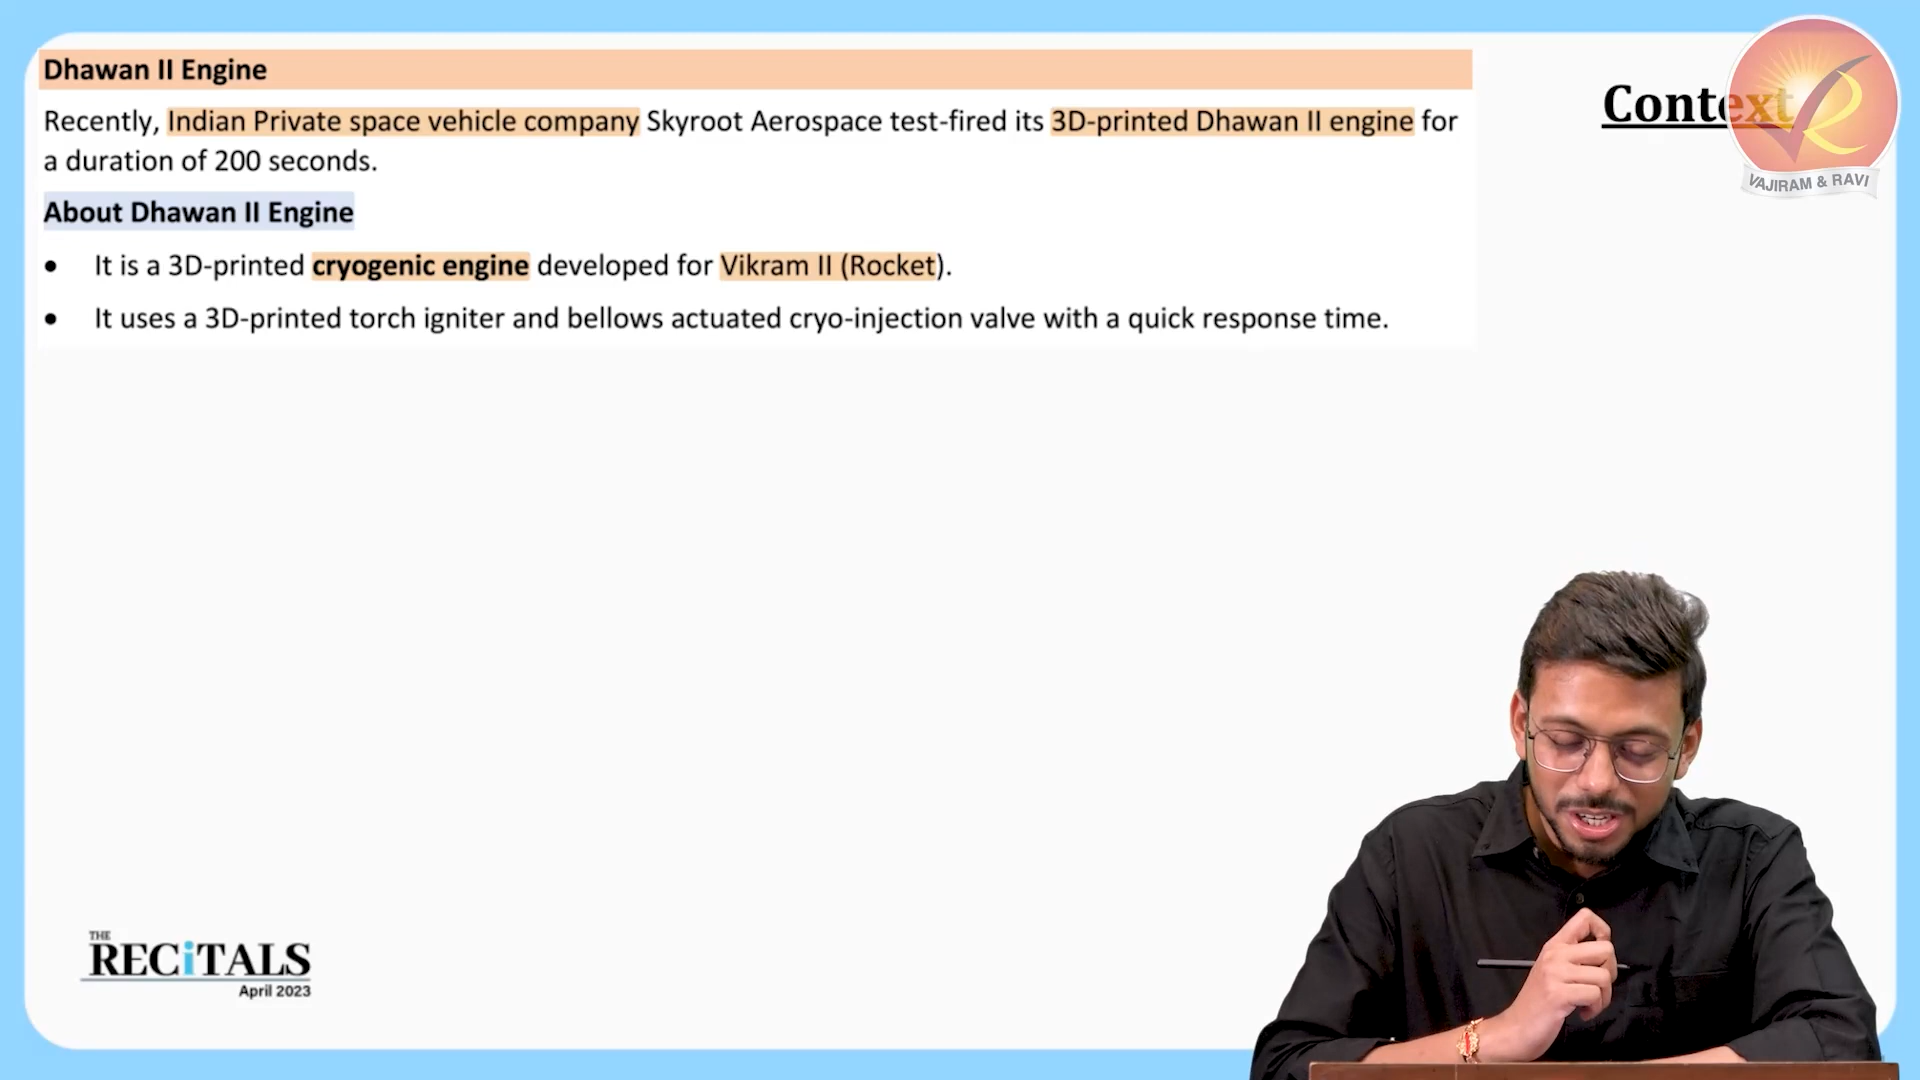 Dhawan II Engine
Context
Recently, Indian Private space vehicle company Skyroot Aerospace test-fired its 3D-printed Dhawan II engine for
a duration of 200 seconds.
VAJIRAM & RAVI
About Dhawan II Engine
• It is a 3D-printed cryogenic engine developed for Vikram II (Rocket).
• It uses a 3D-printed torch igniter and bellows actuated cryo-injection valve with a quick response time.
THE
RECiTALS
April 2023